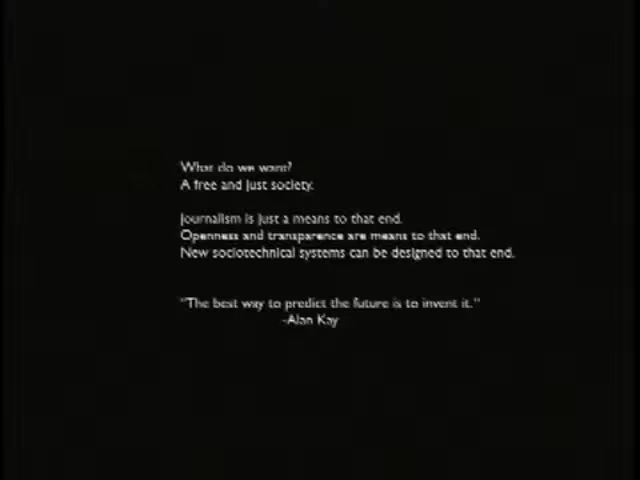 What do we want?
A free and just society.
Journalism is just a means to that end.
Openness and transparence are means to that end.
New sociotechnical systems can be designed to that end.
"The best way to predict the future is to invent it."
-Alan Kay